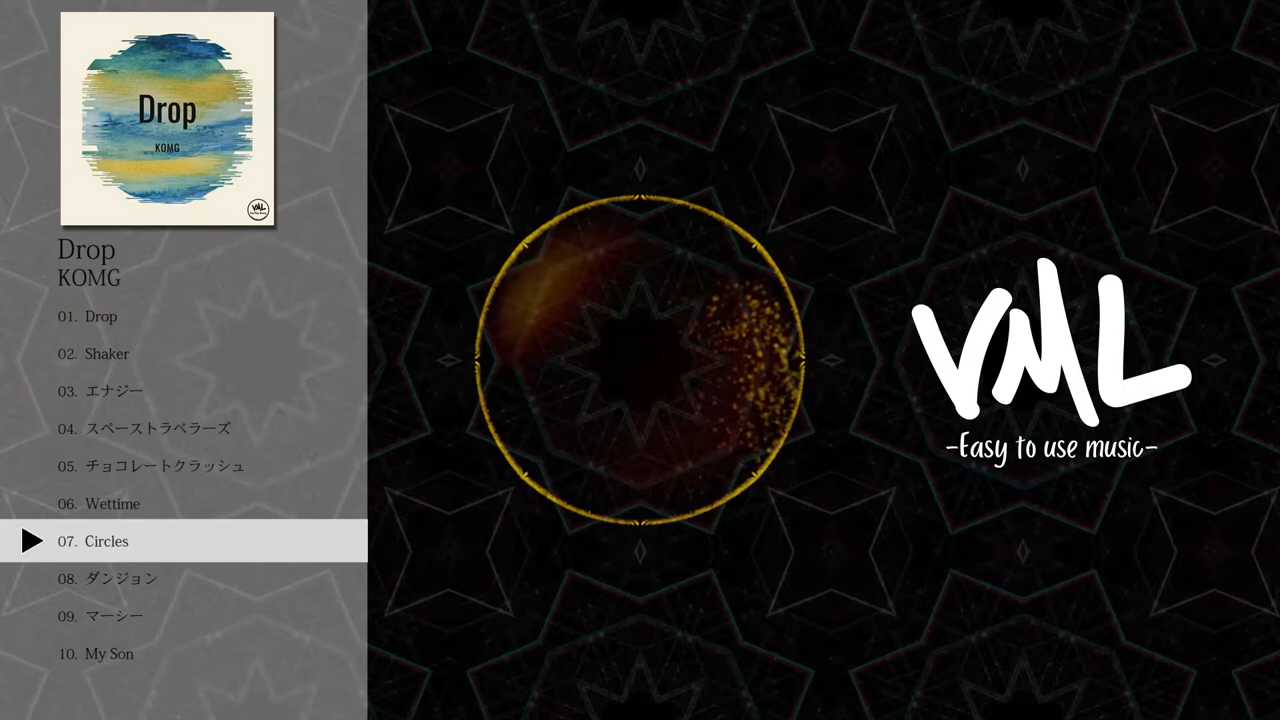 Drop
KOMG
VML
Drop
KOMG
01. Drop
02. Shaker
03. エナジー
04. スペーストラベラーズ
05. チョコレートクラッシュ
06. Wettime
07. Circles
08. ダンジョン
09. マーシー
10. My Son
VML
-Easy to use music-